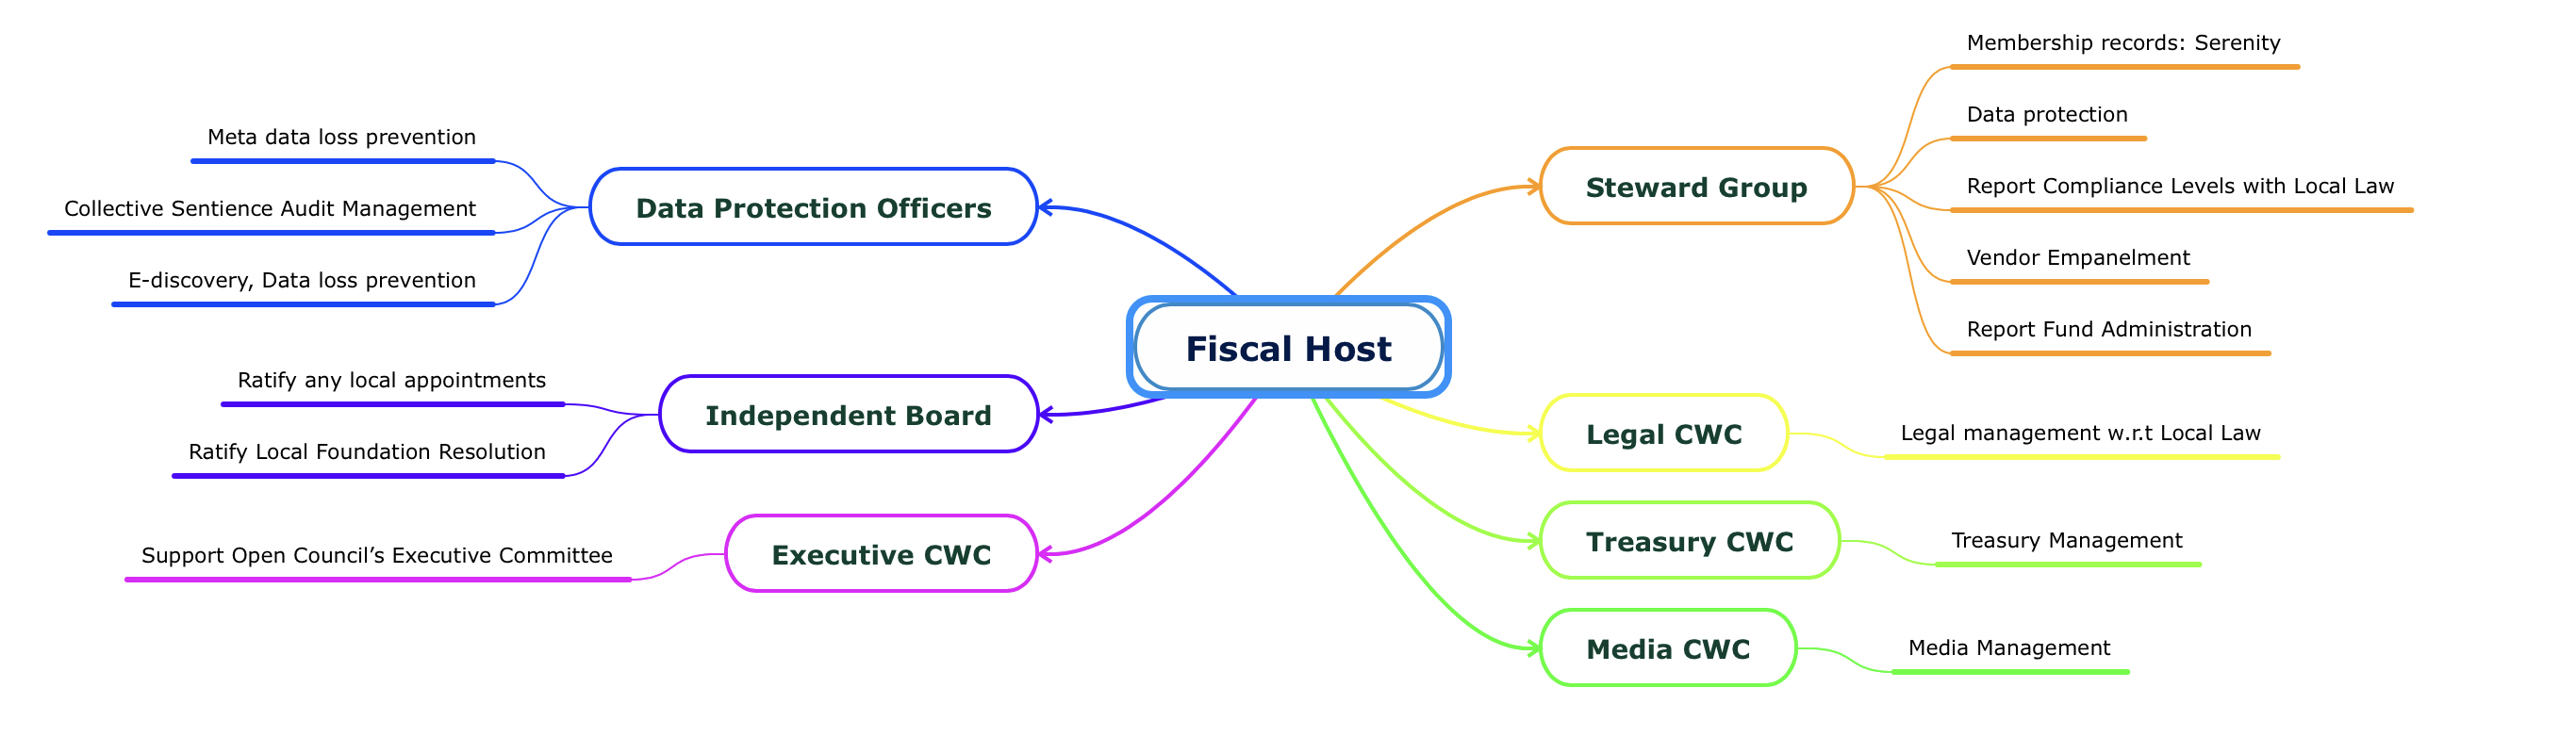 Fiscal Host
Steward Group
Membership records: Serenity
Data protection
Report Compliance Levels with Local Law
Vendor Empanelment
Report Fund Administration
Legal CWC
Legal management w.r.t Local Law
Treasury CWC
Treasury Management
Media CWC
Media Management
Data Protection Officers
Meta data loss prevention
Collective Sentience Audit Management
E-discovery, Data loss prevention
Independent Board
Ratify any local appointments
Ratify Local Foundation Resolution
Executive CWC
Support Open Council’s Executive Committee